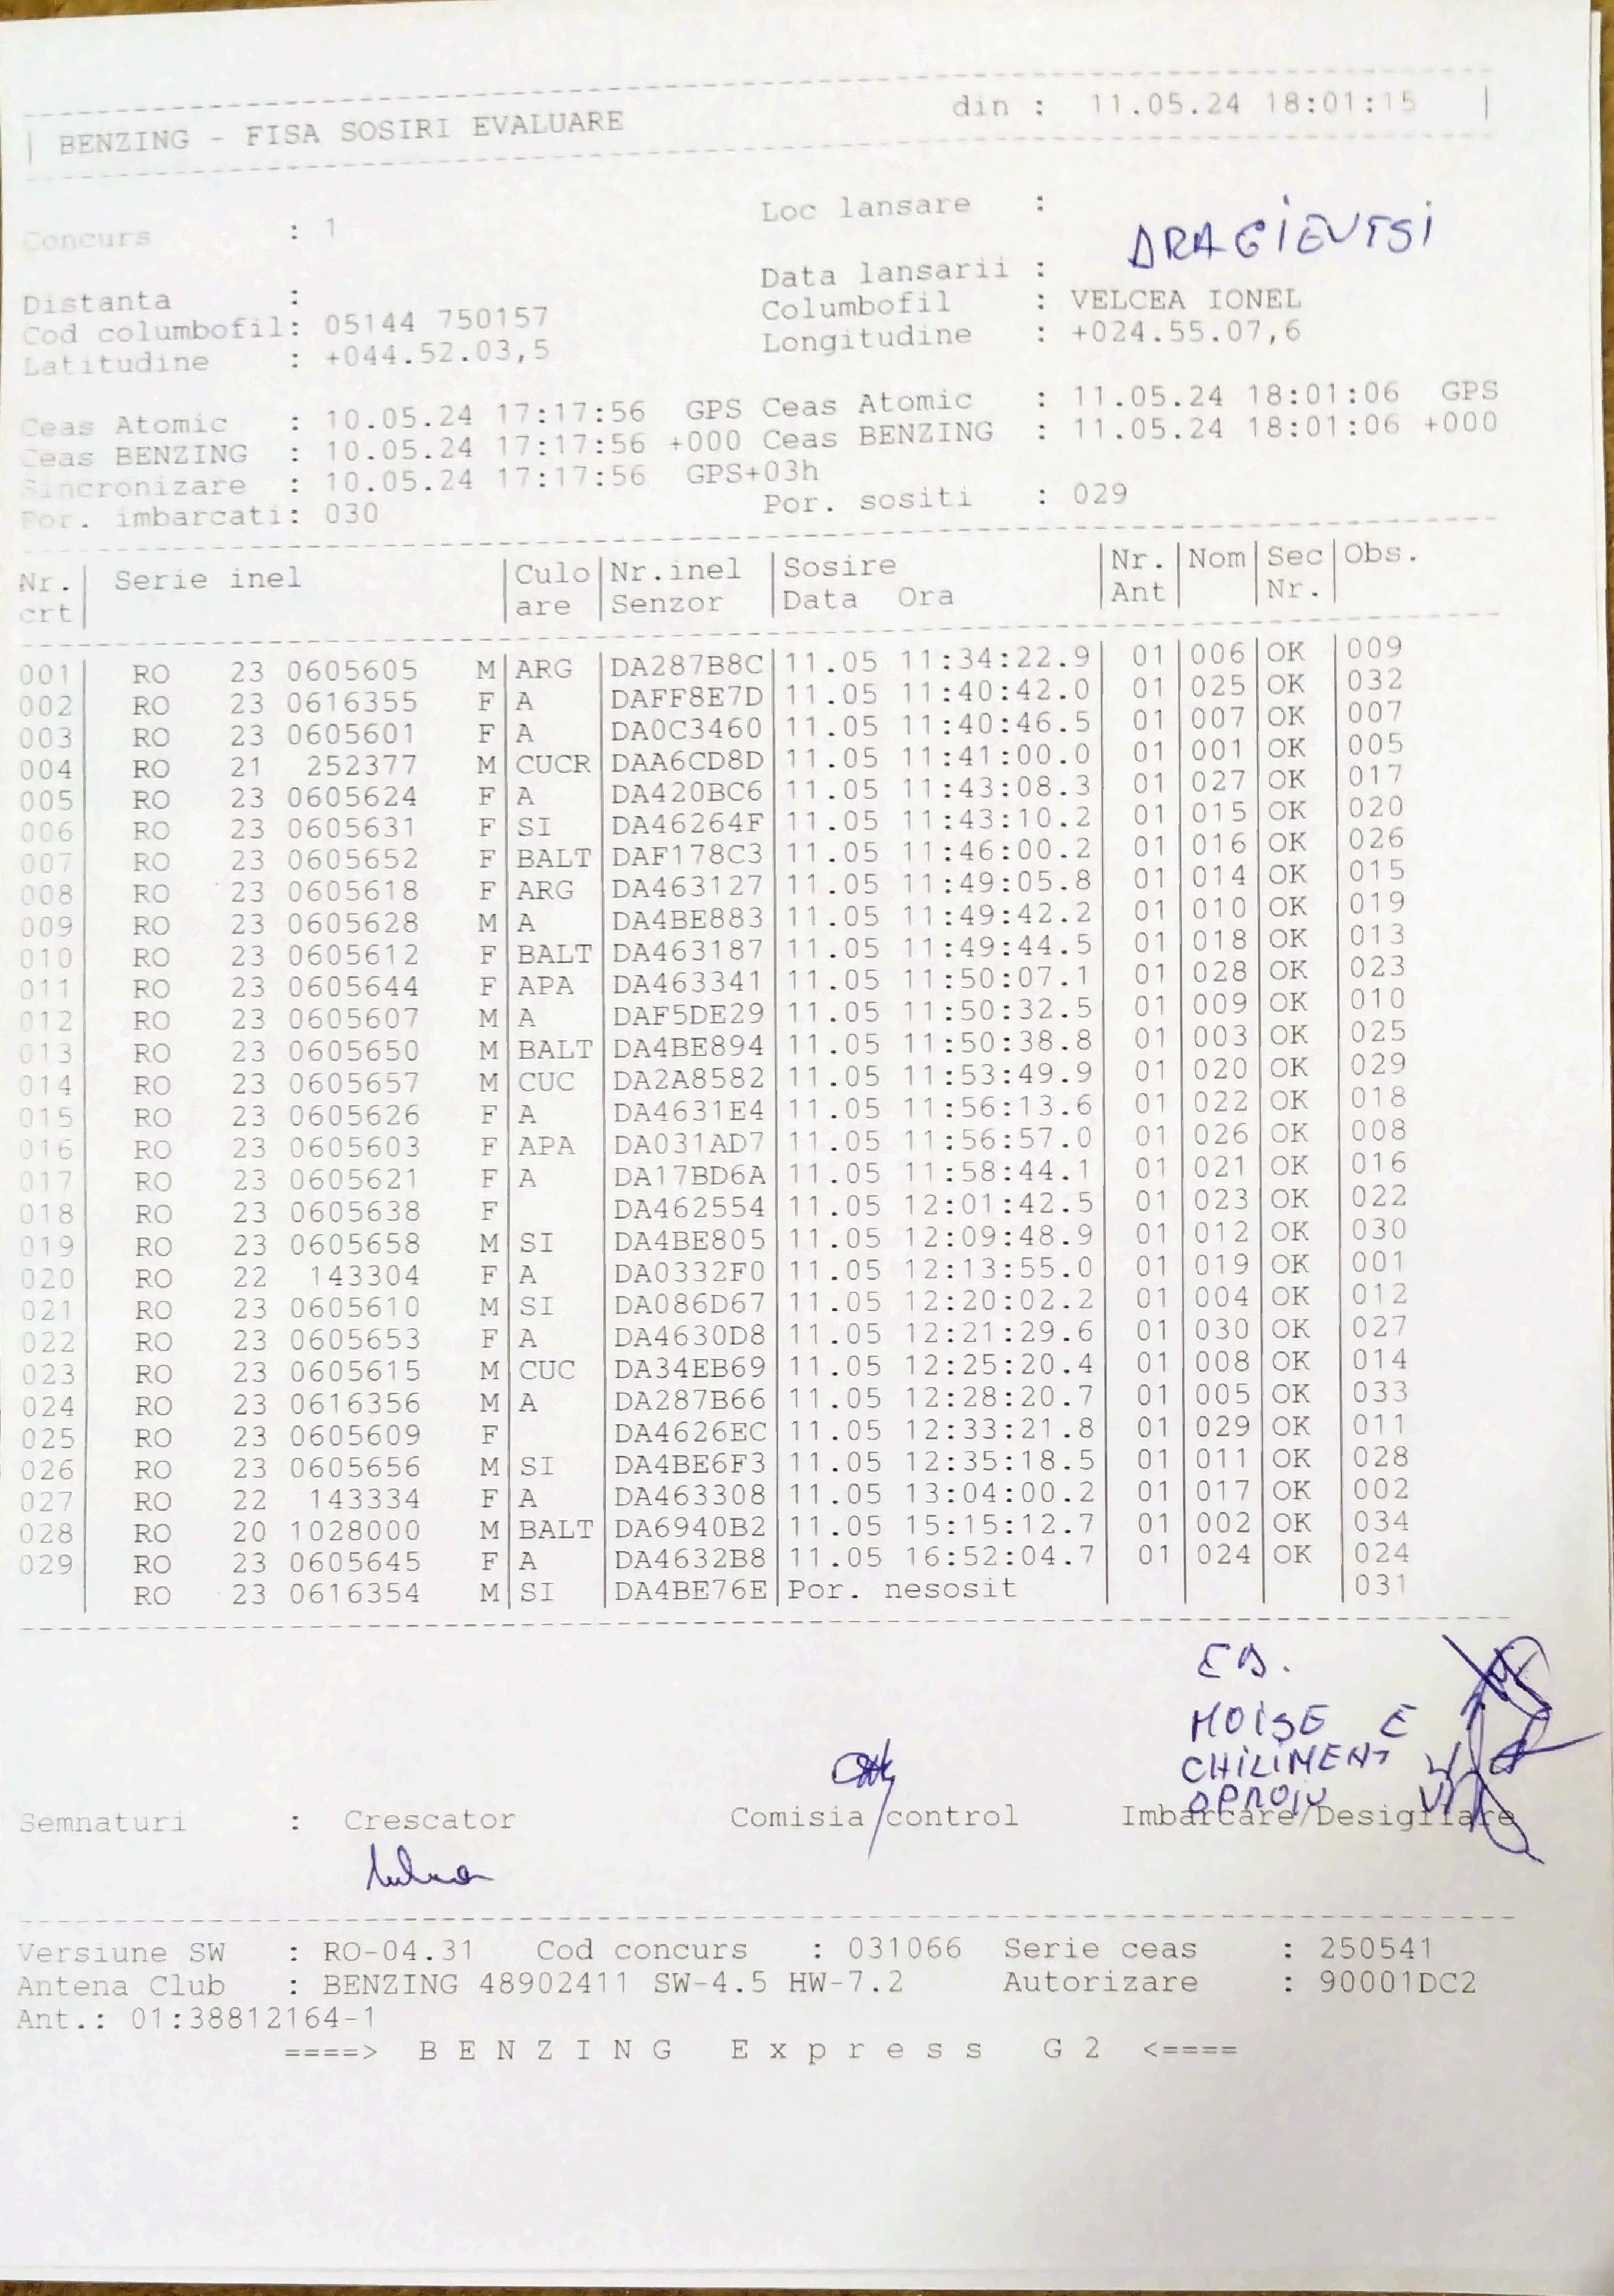 | BENZING - FISA SOSIRI EVALUARE din : 11.05.24 18:01:15 |
Concurs : 1 Loc lansare :
DRAGIEVTSI
Data lansarii :
Distanta : Columbofil : VELCEA IONEL
Cod columbofil: 05144 750157 Longitudine : +024.55.07,6
Latitudine : +044.52.03,5
Ceas Atomic : 10.05.24 17:17:56 GPS Ceas Atomic : 11.05.24 18:01:06 GPS
Ceas BENZING : 10.05.24 17:17:56 +000 Ceas BENZING : 11.05.24 18:01:06 +000
Sincronizare : 10.05.24 17:17:56 GPS+03h
Por. imbarcati: 030 Por. sositi : 029
Nr.| Serie inel |Culo|Nr.inel |Sosire |Nr.|Nom|Sec|Obs.
crt| |are |Senzor |Data Ora |Ant| |Nr.|
001| RO 23 0605605 M|ARG |DA287B8C|11.05 11:34:22.9| 01|006|OK |009
002| RO 23 0616355 F|A |DAFF8E7D|11.05 11:40:42.0| 01|025|OK |032
003| RO 23 0605601 F|A |DA0C3460|11.05 11:40:46.5| 01|007|OK |007
004| RO 21 252377 M|CUCR|DAA6CD8D|11.05 11:41:00.0| 01|001|OK |005
005| RO 23 0605624 F|A |DA420BC6|11.05 11:43:08.3| 01|027|OK |017
006| RO 23 0605631 F|SI |DA46264F|11.05 11:43:10.2| 01|015|OK |020
007| RO 23 0605652 F|BALT|DAF178C3|11.05 11:46:00.2| 01|016|OK |026
008| RO 23 0605618 F|ARG |DA463127|11.05 11:49:05.8| 01|014|OK |015
009| RO 23 0605628 M|A |DA4BE883|11.05 11:49:42.2| 01|010|OK |019
010| RO 23 0605612 F|BALT|DA463187|11.05 11:49:44.5| 01|018|OK |013
011| RO 23 0605644 F|APA |DA463341|11.05 11:50:07.1| 01|028|OK |023
012| RO 23 0605607 M|A |DAF5DE29|11.05 11:50:32.5| 01|009|OK |010
013| RO 23 0605650 M|BALT|DA4BE894|11.05 11:50:38.8| 01|003|OK |025
014| RO 23 0605657 M|CUC |DA2A8582|11.05 11:53:49.9| 01|020|OK |029
015| RO 23 0605626 F|A |DA4631E4|11.05 11:56:13.6| 01|022|OK |018
016| RO 23 0605603 F|APA |DA031AD7|11.05 11:56:57.0| 01|026|OK |008
017| RO 23 0605621 F|A |DA17BD6A|11.05 11:58:44.1| 01|021|OK |016
018| RO 23 0605638 F| |DA462554|11.05 12:01:42.5| 01|023|OK |022
019| RO 23 0605658 M|SI |DA4BE805|11.05 12:09:48.9| 01|012|OK |030
020| RO 22 143304 F|A |DA0332F0|11.05 12:13:55.0| 01|019|OK |001
021| RO 23 0605610 M|SI |DA086D67|11.05 12:20:02.2| 01|004|OK |012
022| RO 23 0605653 F|A |DA4630D8|11.05 12:21:29.6| 01|030|OK |027
023| RO 23 0605615 M|CUC |DA34EB69|11.05 12:25:20.4| 01|008|OK |014
024| RO 23 0616356 M|A |DA287B66|11.05 12:28:20.7| 01|005|OK |033
025| RO 23 0605609 F| |DA4626EC|11.05 12:33:21.8| 01|029|OK |011
026| RO 23 0605656 M|SI |DA4BE6F3|11.05 12:35:18.5| 01|011|OK |028
027| RO 22 143334 F|A |DA463308|11.05 13:04:00.2| 01|017|OK |002
028| RO 20 1028000 M|BALT|DA6940B2|11.05 15:15:12.7| 01|002|OK |034
029| RO 23 0605645 F|A |DA4632B8|11.05 16:52:04.7| 01|024|OK |024
| RO 23 0616354 M|SI |DA4BE76E|Por. nesosit | | | |031
MOISE E
CHILIMENT
OPROIU
Semnaturi : Crescator Comisia control Imbarcare/Desigilare
Versiune SW : RO-04.31 Cod concurs : 031066 Serie ceas : 250541
Antena Club : BENZING 48902411 SW-4.5 HW-7.2 Autorizare : 90001DC2
Ant.: 01:38812164-1
====> B E N Z I N G E x p r e s s G 2 <====